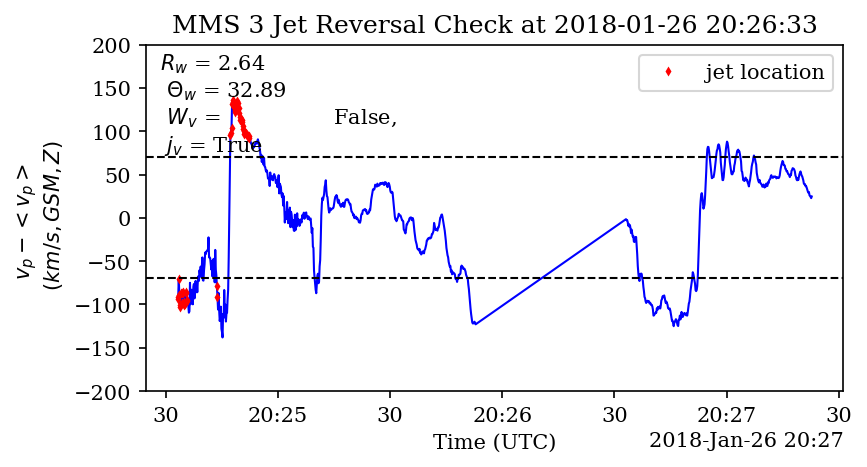 MMS 3 Jet Reversal Check at 2018-01-26 20:26:33
R_w = 2.64
Θ_w = 32.89
W_v = False,
j_v = True
jet location
v_p − < v_p >
(km/s, GSM, Z)
200
150
100
50
0
−50
−100
−150
−200
30 20:25 30 20:26 30 20:27 30
Time (UTC)
2018-Jan-26 20:27